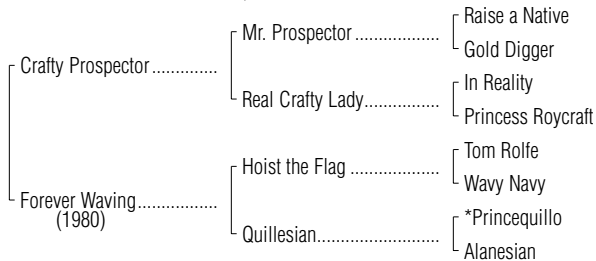 Raise a Native
Mr. Prospector ..................
Gold Digger
Crafty Prospector..............
In Reality
Real Crafty Lady................
Princess Roycraft
Tom Rolfe
Hoist the Flag ...................
Wavy Navy
Forever Waving.................
(1980)
*Princequillo
Quillesian..........................
Alanesian